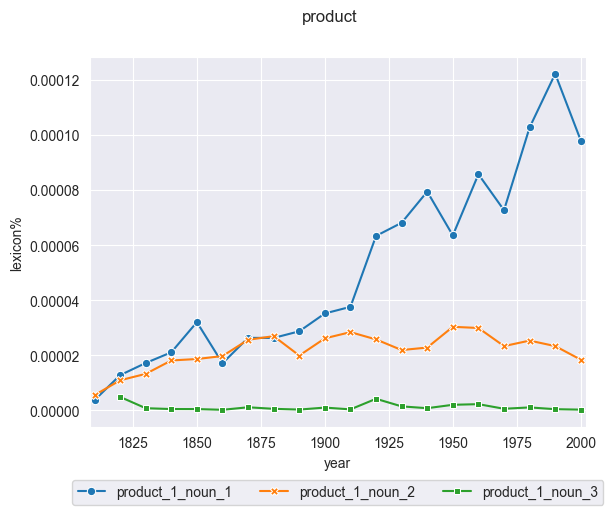 product
0.00012
0.00010
0.00008
0.00006
0.00004
0.00002
0.00000
lexicon%
1825 1850 1875 1900 1925 1950 1975 2000
year
product_1_noun_1 product_1_noun_2 product_1_noun_3